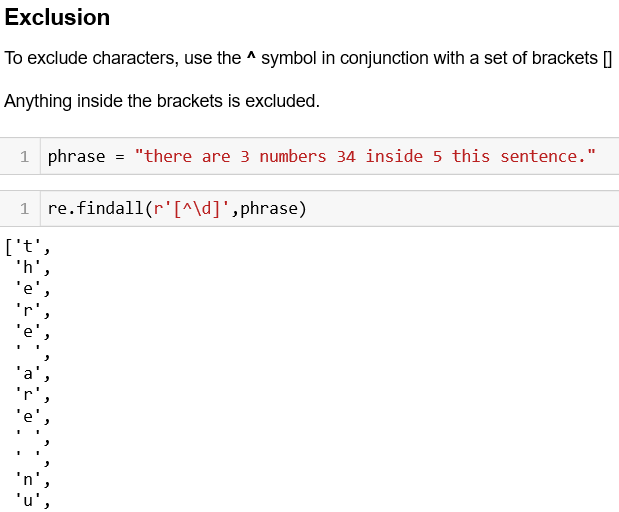 Exclusion
To exclude characters, use the ^ symbol in conjunction with a set of brackets []
Anything inside the brackets is excluded.
1 phrase = "there are 3 numbers 34 inside 5 this sentence."
1 re.findall(r'[^\d]',phrase)
['t',
'h',
'e',
'r',
'e',
' ',
'a',
'r',
'e',
' ',
' ',
'n',
'u',